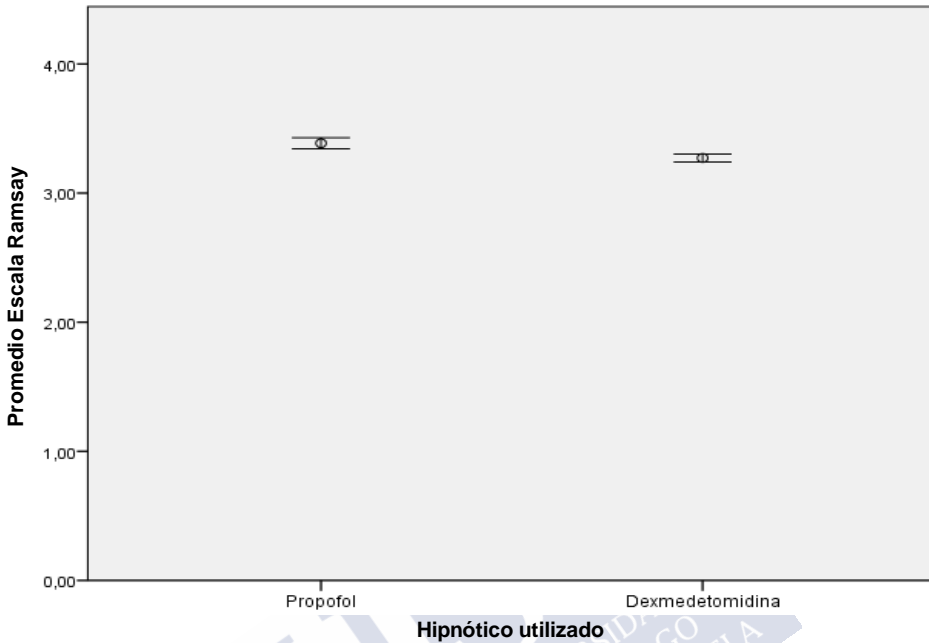 Promedio Escala Ramsay
4,00
3,00
2,00
1,00
0,00
Propofol
Dexmedetomidina
Hipnótico utilizado